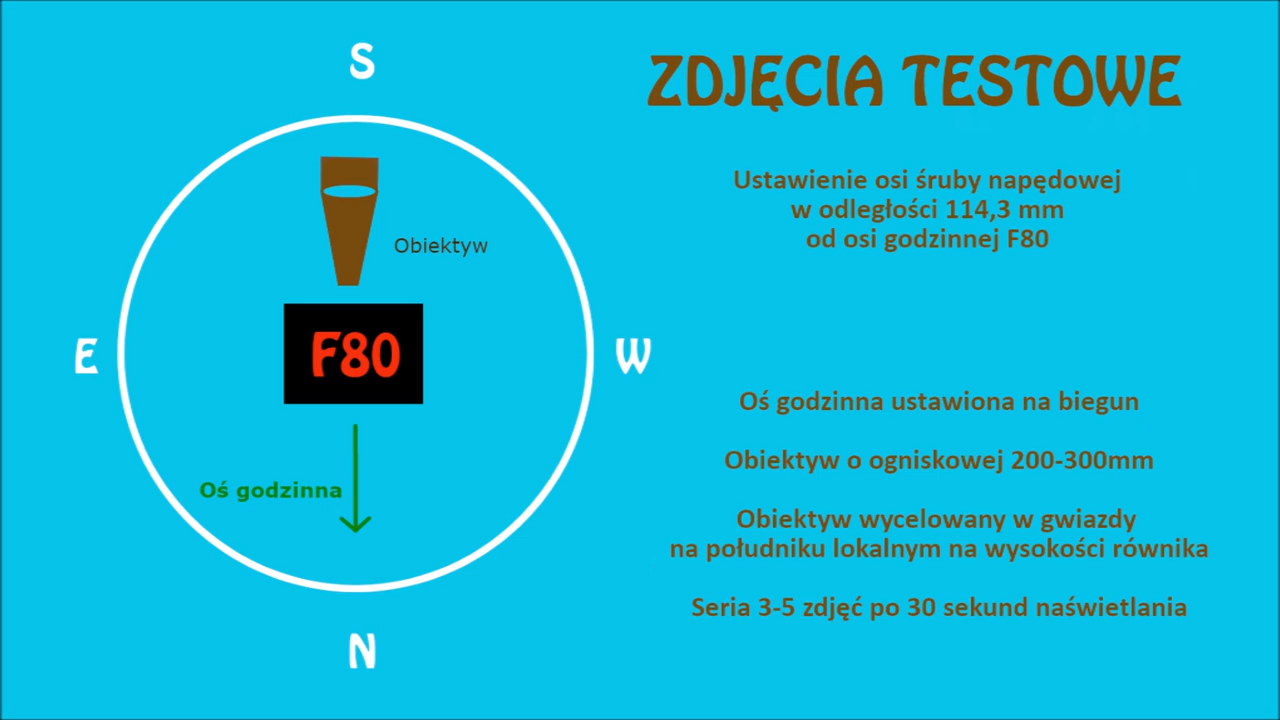 S
ZDJĘCIA TESTOWE
Ustawienie osi śruby napędowej
w odległości 114,3 mm
od osi godzinnej F80
Obiektyw
F80
E
W
Oś godzinna ustawiona na biegun
Obiektyw o ogniskowej 200-300mm
Oś godzinna
Obiektyw wycelowany w gwiazdy
na południku lokalnym na wysokości równika
Seria 3-5 zdjęć po 30 sekund naświetlania
N